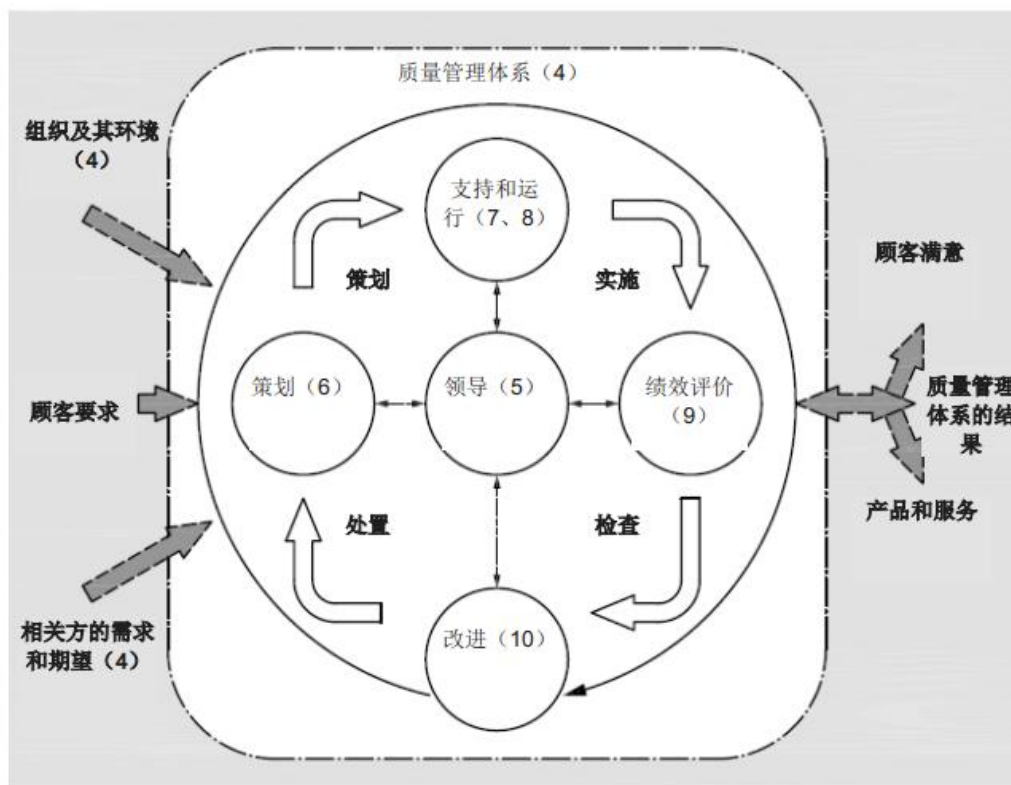 质量管理体系（4）
组织及其环境
（4）
支持和运
行（7、8）
策划
实施
顾客满意
策划（6）
领导（5）
绩效评价
（9）
顾客要求
质量管理
体系的结
果
处置
检查
产品和服务
相关方的需求
和期望（4）
改进（10）